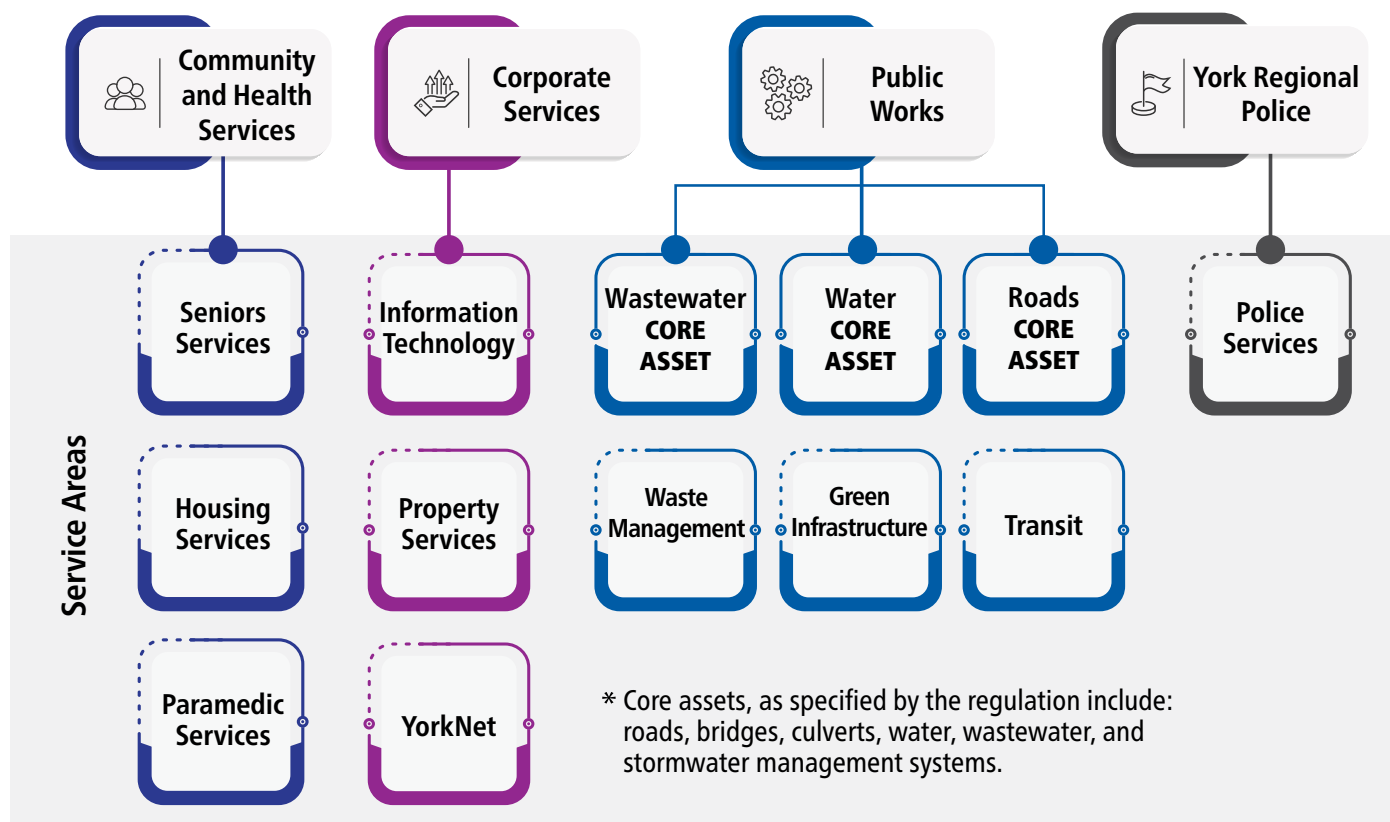 Community
and Health
Services
Corporate
Services
Public
Works
York Regional
Police
Service Areas
Seniors
Services
Information
Technology
Wastewater
CORE
ASSET
Water
CORE
ASSET
Roads
CORE
ASSET
Police
Services
Housing
Services
Property
Services
Waste
Management
Green
Infrastructure
Transit
Paramedic
Services
YorkNet
* Core assets, as specified by the regulation include:
roads, bridges, culverts, water, wastewater, and
stormwater management systems.